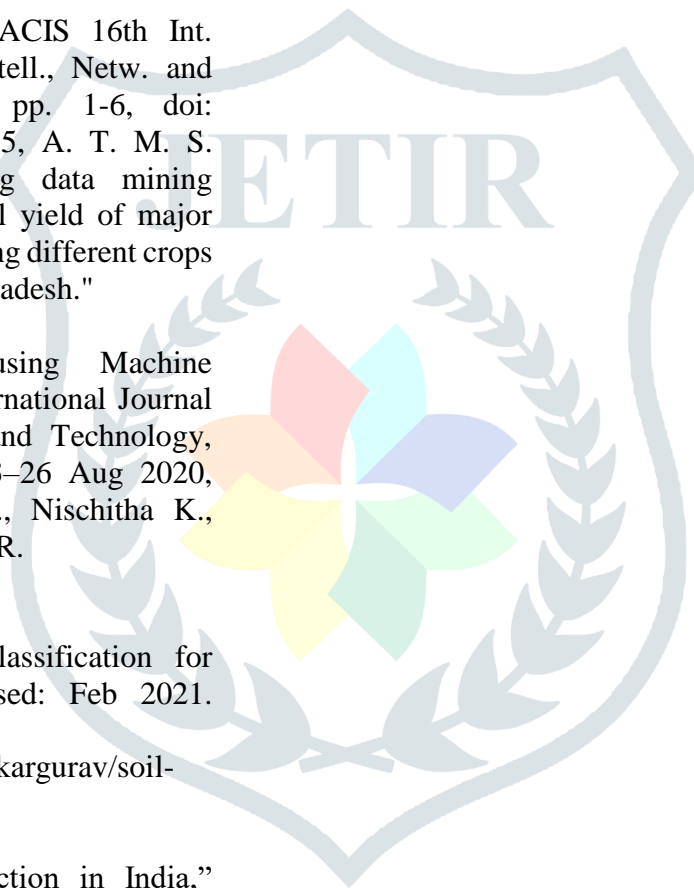 ACIS 16th Int.
tell., Netw. and
pp. 1-6, doi:
5, A. T. M. S.
g data mining
l yield of major
ng different crops
adesh."
using Machine
rnational Journal
nd Technology,
–26 Aug 2020,
., Nischitha K.,
R.
lassification for
sed: Feb 2021.
kargurav/soil-
ction in India,”
JETIR